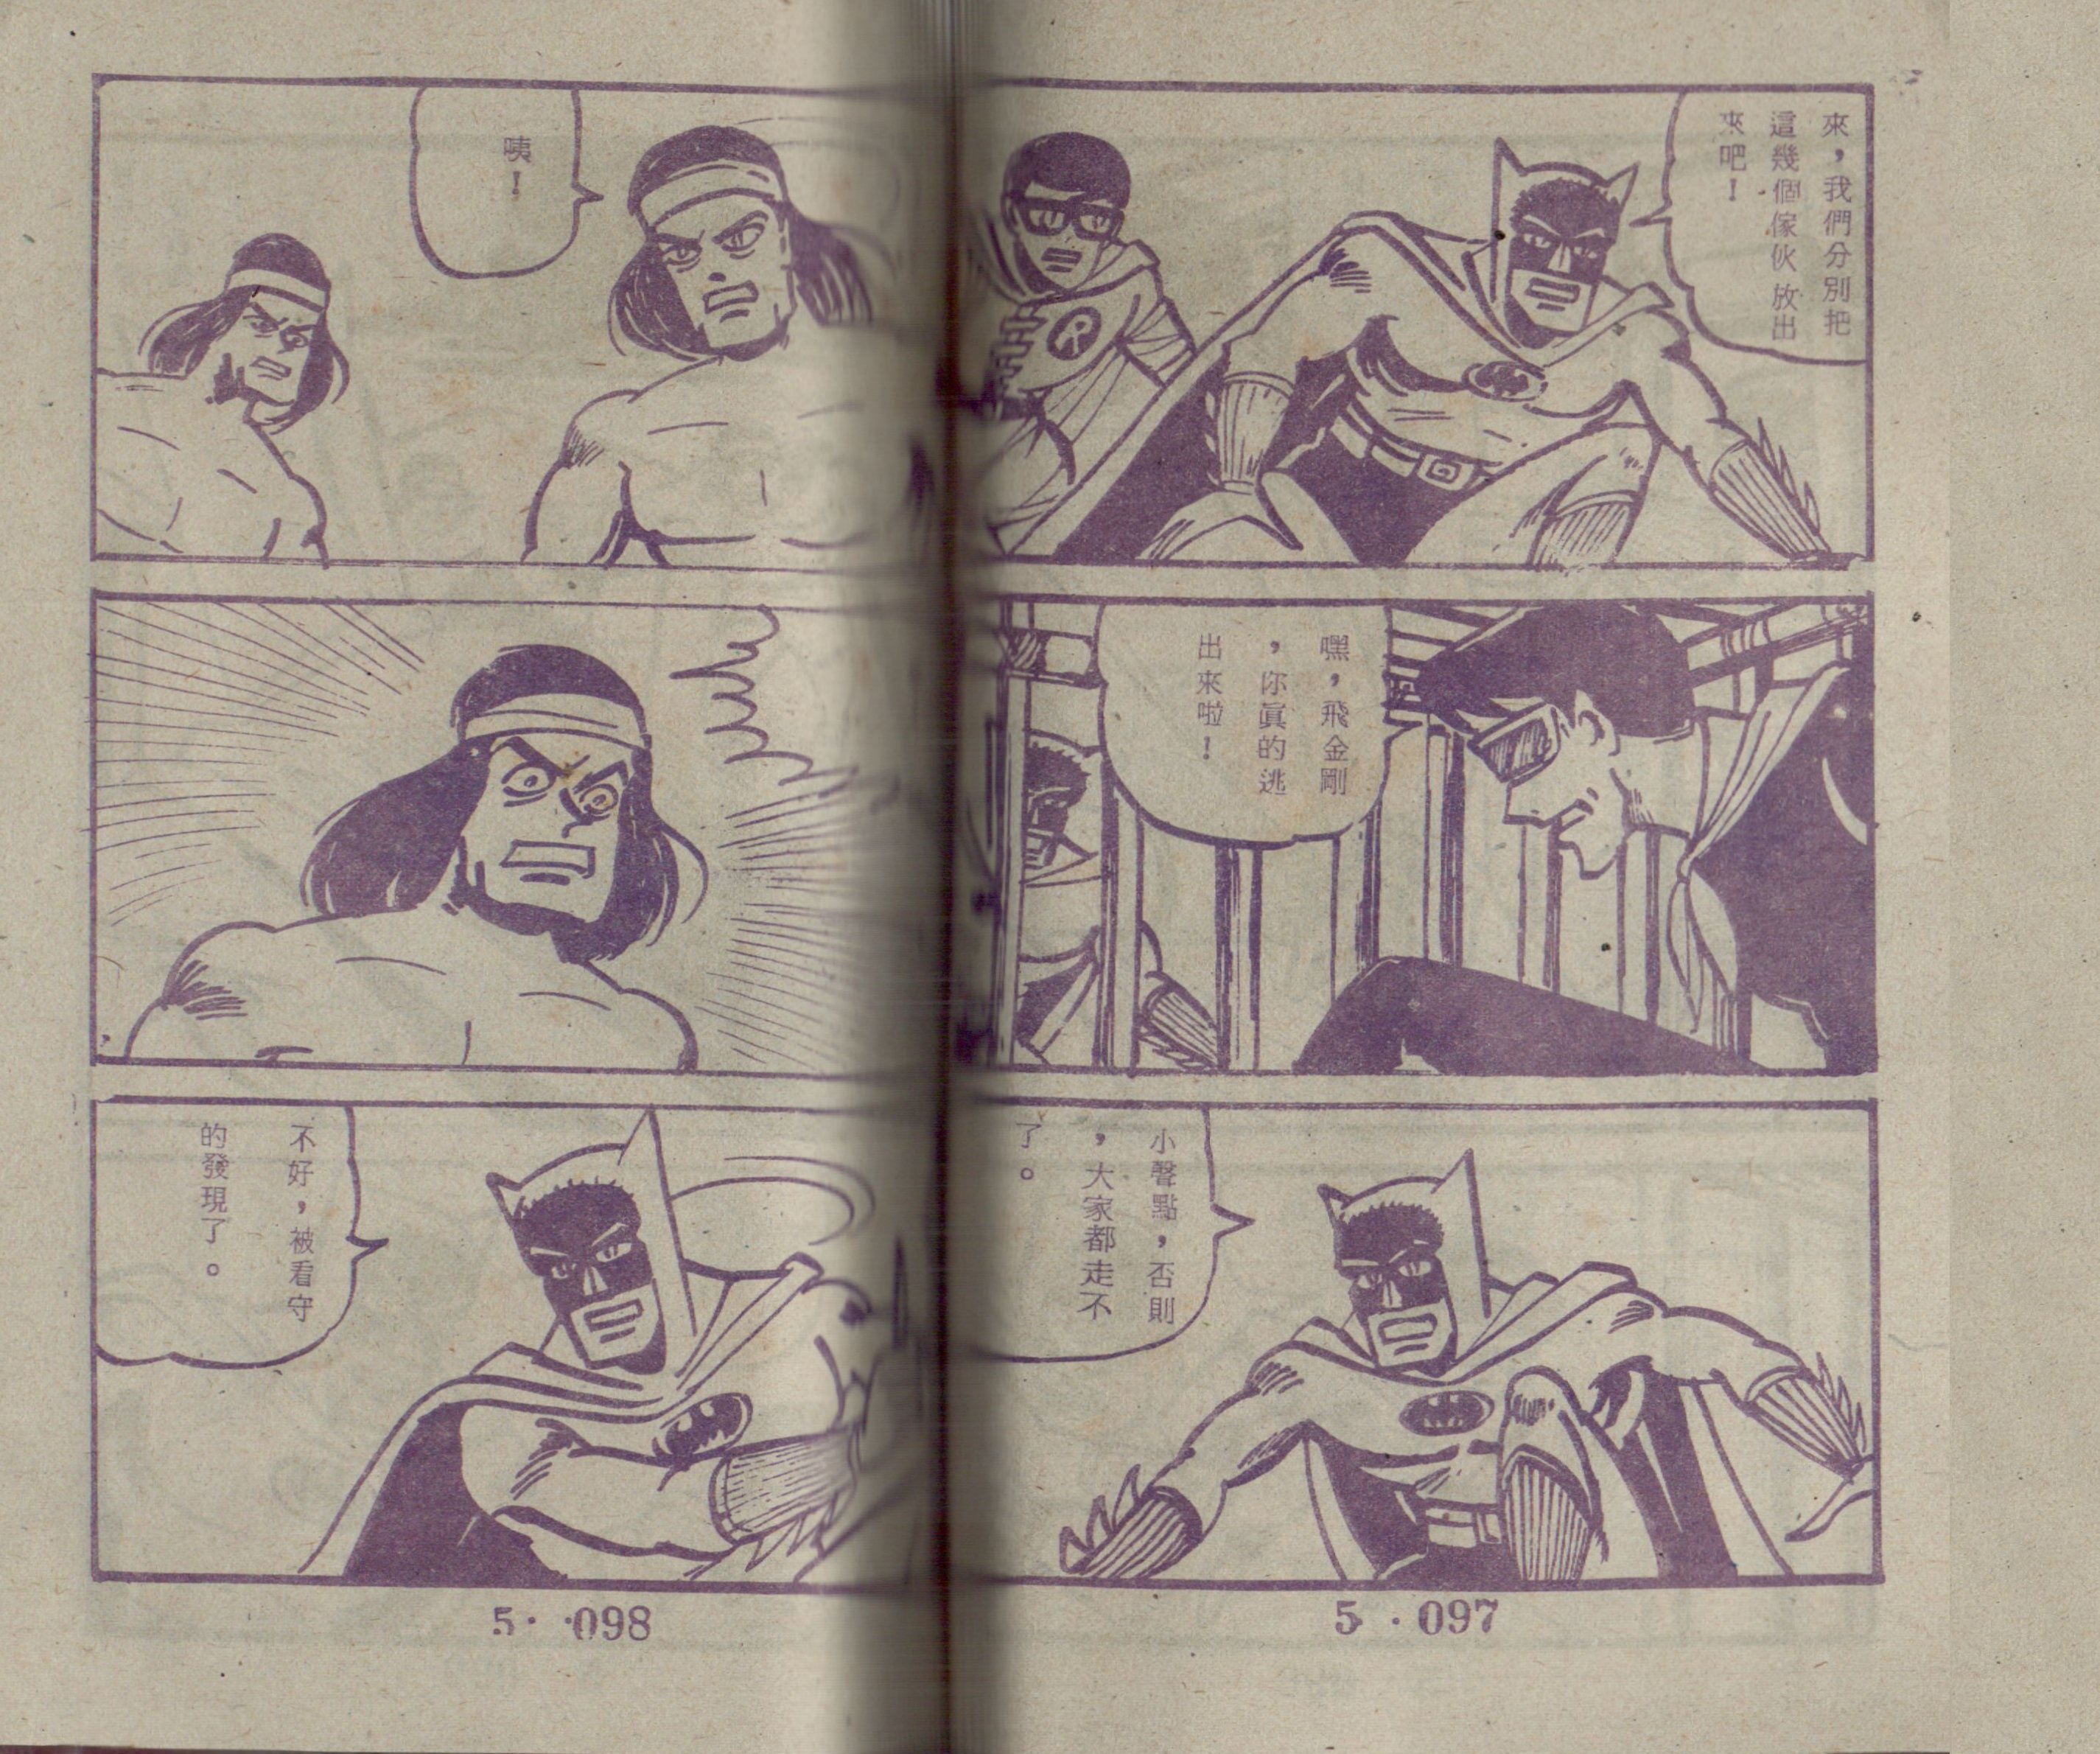 來，我們分別把
這幾個傢伙放出
來吧！
R
嘿，飛金剛
，你眞的逃
出來啦！
小聲點，否則
，大家都走不
了。
5．097
咦！
不好，被看守
的發現了。
5．098